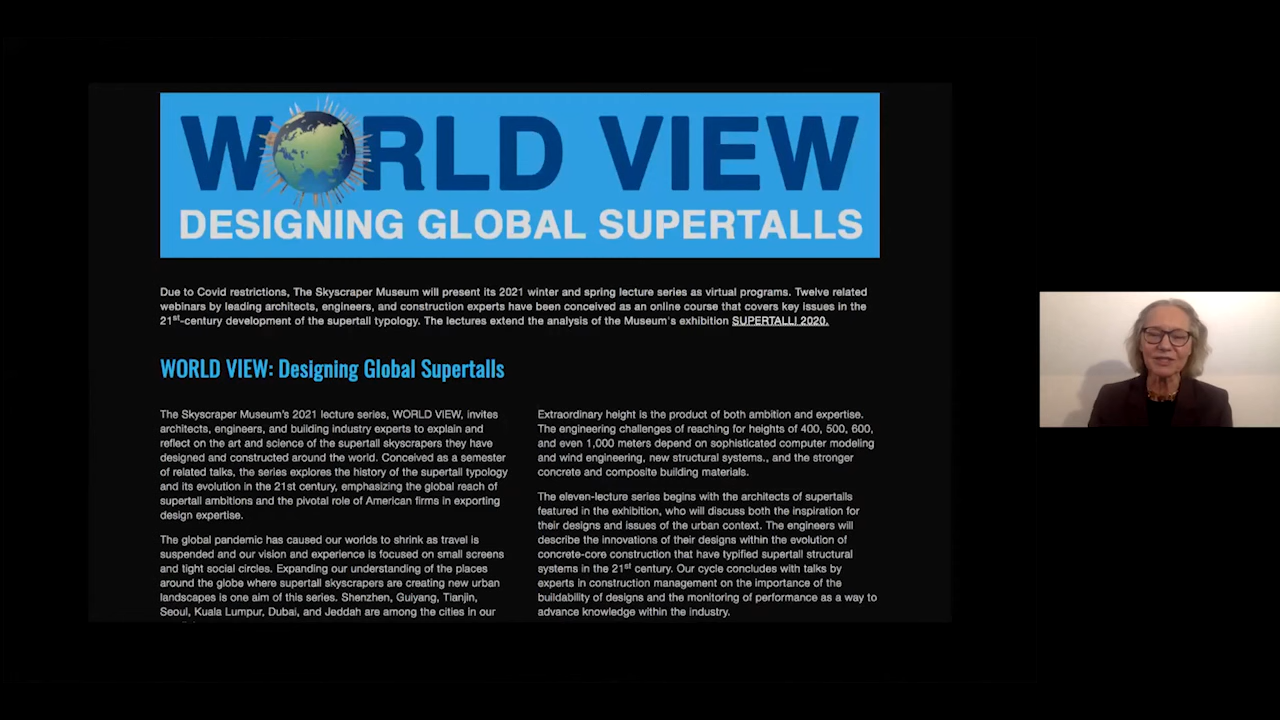 WORLD VIEW
DESIGNING GLOBAL SUPERTALLS
Due to Covid restrictions, The Skyscraper Museum will present its 2021 winter and spring lecture series as virtual programs. Twelve related
webinars by leading architects, engineers, and construction experts have been conceived as an online course that covers key issues in the
21st-century development of the supertall typology. The lectures extend the analysis of the Museum's exhibition SUPERTALL! 2020.
WORLD VIEW: Designing Global Supertalls
The Skyscraper Museum's 2021 lecture series, WORLD VIEW, invites
architects, engineers, and building industry experts to explain and
reflect on the art and science of the supertall skyscrapers they have
designed and constructed around the world. Conceived as a semester
of related talks, the series explores the history of the supertall typology
and its evolution in the 21st century, emphasizing the global reach of
supertall ambitions and the pivotal role of American firms in exporting
design expertise.
The global pandemic has caused our worlds to shrink as travel is
suspended and our vision and experience is focused on small screens
and tight social circles. Expanding our understanding of the places
around the globe where supertall skyscrapers are creating new urban
landscapes is one aim of this series. Shenzhen, Guiyang, Tianjin,
Seoul, Kuala Lumpur, Dubai, and Jeddah are among the cities in our
Extraordinary height is the product of both ambition and expertise.
The engineering challenges of reaching for heights of 400, 500, 600,
and even 1,000 meters depend on sophisticated computer modeling
and wind engineering, new structural systems., and the stronger
concrete and composite building materials.
The eleven-lecture series begins with the architects of supertalls
featured in the exhibition, who will discuss both the inspiration for
their designs and issues of the urban context. The engineers will
describe the innovations of their designs within the evolution of
concrete-core construction that have typified supertall structural
systems in the 21st century. Our cycle concludes with talks by
experts in construction management on the importance of the
buildability of designs and the monitoring of performance as a way to
advance knowledge within the industry.